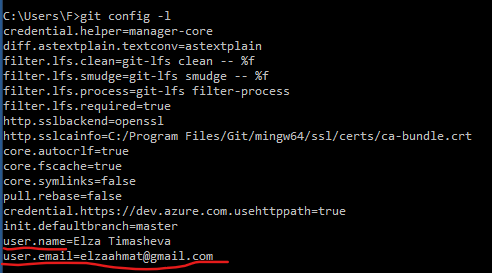 C:\Users\F>git config -l
credential.helper=manager-core
diff.astextplain.textconv=astextplain
filter.lfs.clean=git-lfs clean -- %f
filter.lfs.smudge=git-lfs smudge -- %f
filter.lfs.process=git-lfs filter-process
filter.lfs.required=true
http.sslbackend=openssl
http.sslcainfo=C:/Program Files/Git/mingw64/ssl/certs/ca-bundle.crt
core.autocrlf=true
core.fscache=true
core.symlinks=false
pull.rebase=false
credential.https://dev.azure.com.usehttppath=true
init.defaultbranch=master
user.name=Elza Timasheva
user.email=elzaahmat@gmail.com